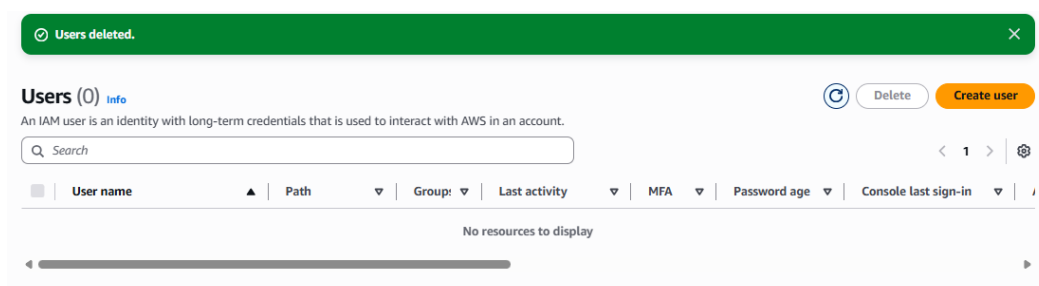 Users deleted.
Users (0) Info
Delete
Create user
An IAM user is an identity with long-term credentials that is used to interact with AWS in an account.
Search
1
User name Path Groups Last activity MFA Password age Console last sign-in
No resources to display